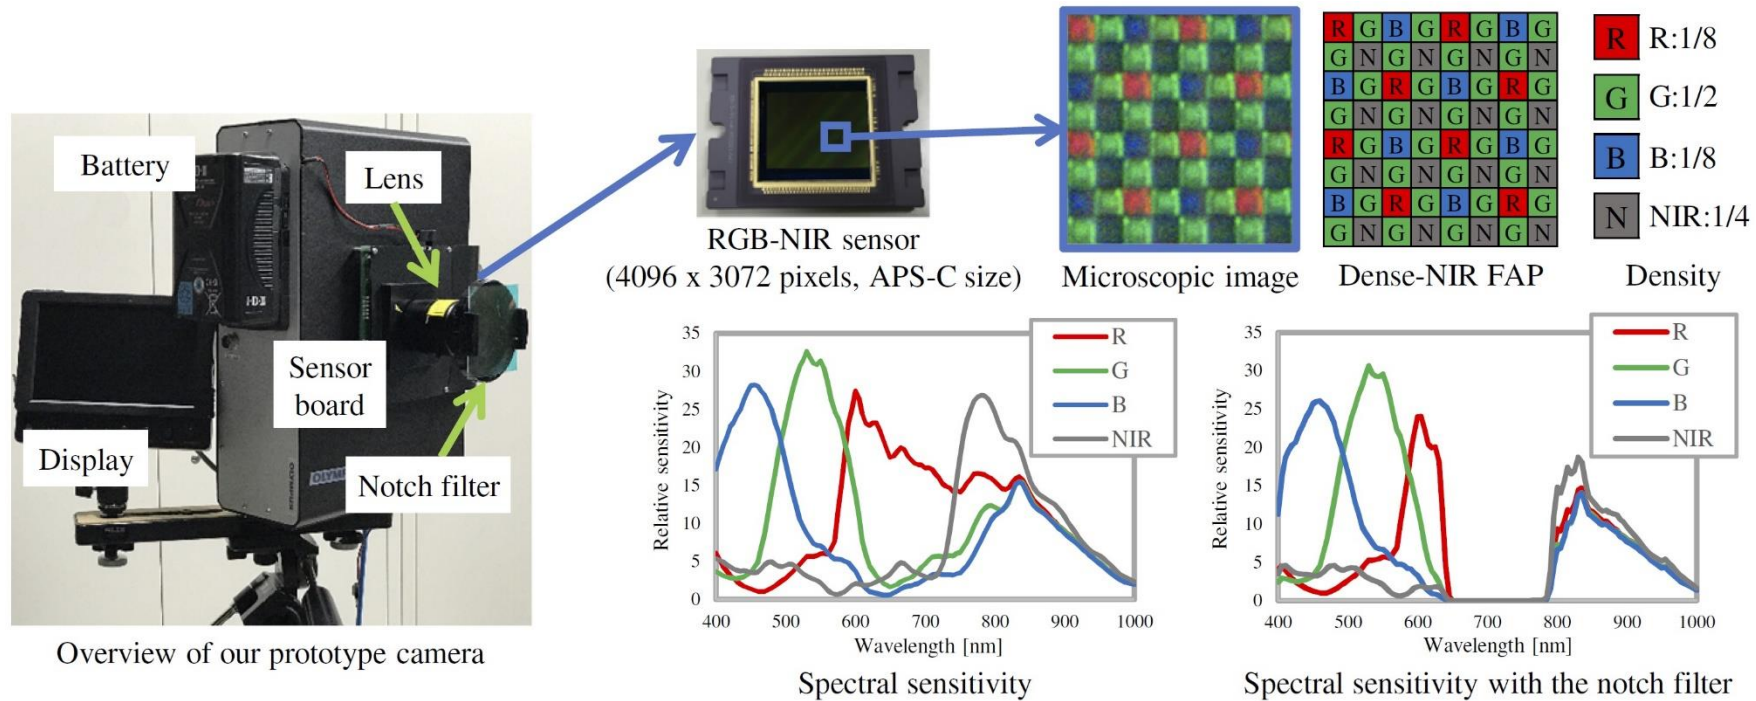 Battery
Lens
Sensor
board
Display
Notch filter
Overview of our prototype camera
RGB-NIR sensor
(4096 x 3072 pixels, APS-C size)
Microscopic image
R G B G R G B G
G N G N G N G N
B G R G B G R G
G N G N G N G N
R G B G R G B G
G N G N G N G N
B G R G B G R G
G N G N G N G N
Dense-NIR FAP
R R:1/8
G G:1/2
B B:1/8
N NIR:1/4
Density
Relative sensitivity
35
30
25
20
15
10
5
0
400 500 600 700 800 900 1000
Wavelength [nm]
R
G
B
NIR
Spectral sensitivity
Relative sensitivity
35
30
25
20
15
10
5
0
400 500 600 700 800 900 1000
Wavelength [nm]
R
G
B
NIR
Spectral sensitivity with the notch filter